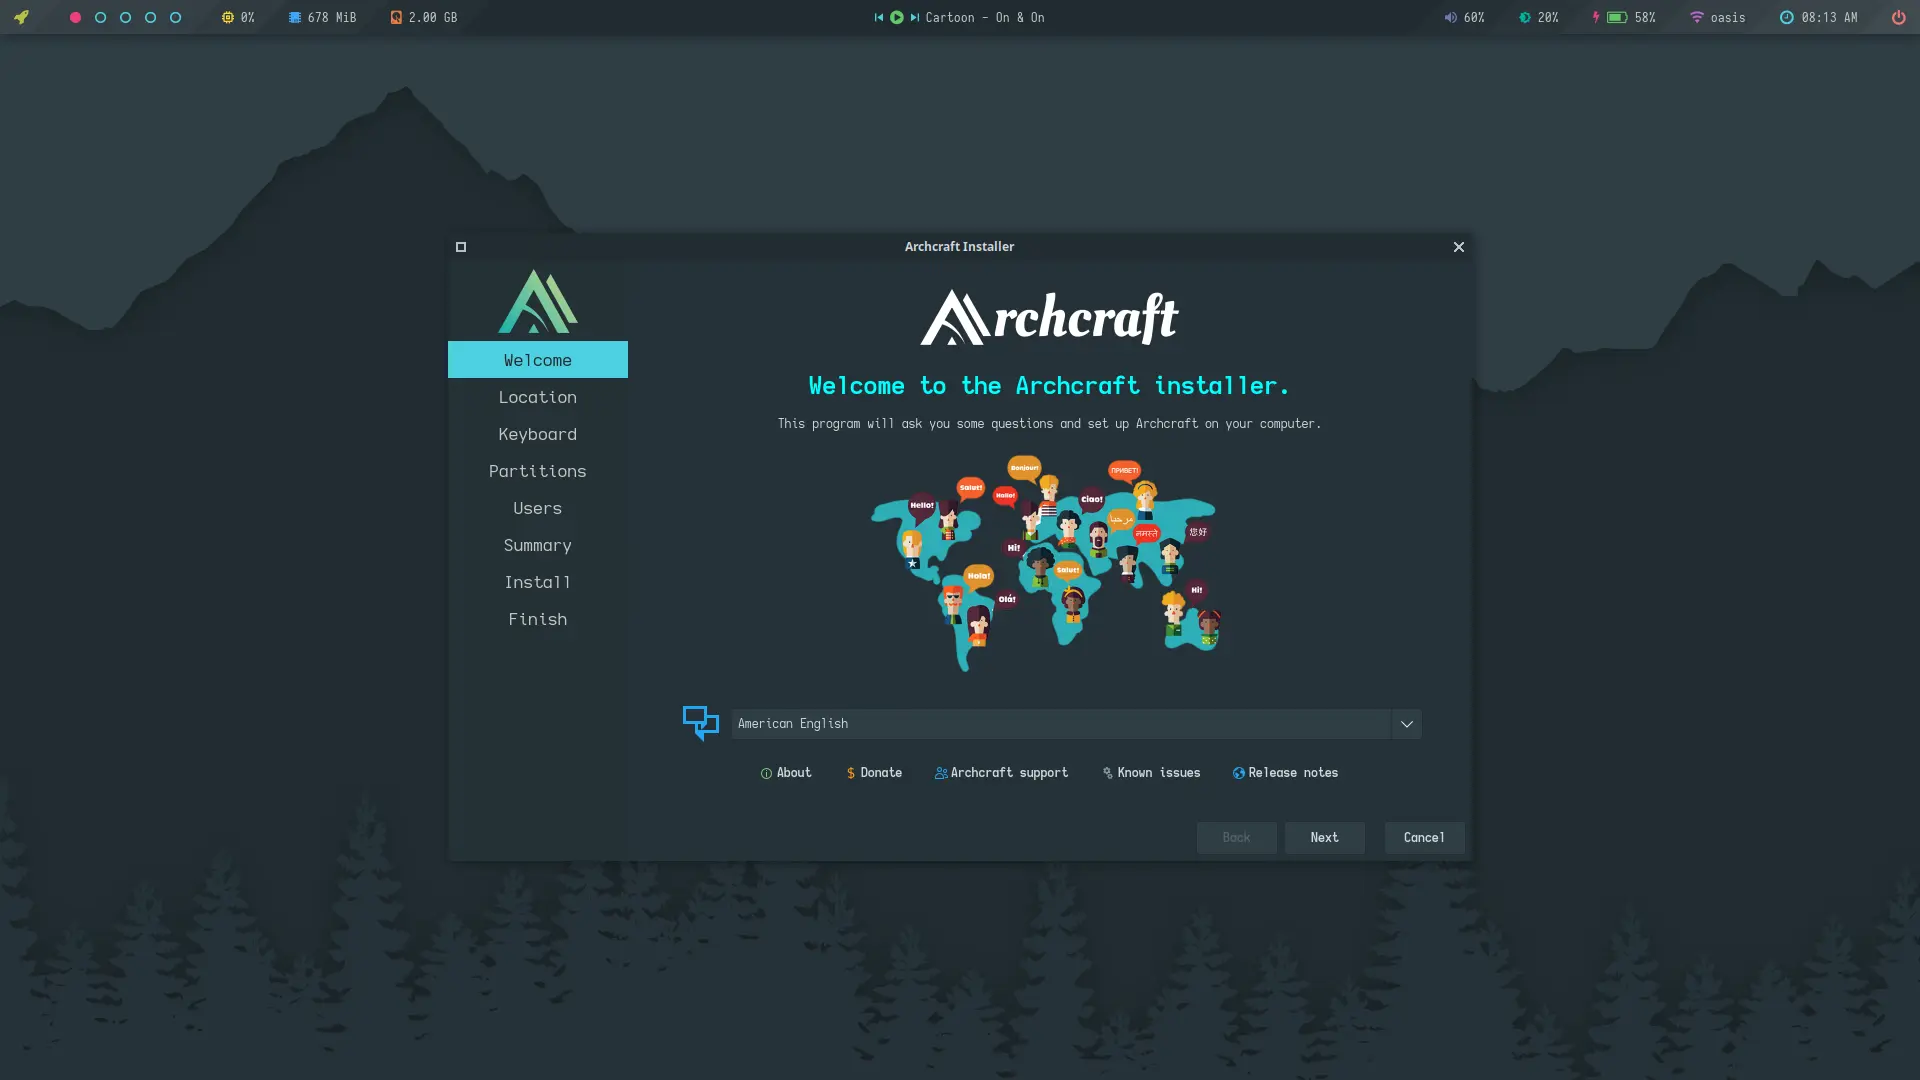 0%
678 MiB
2.00 GB
Cartoon - On & On
60%
20%
58%
oasis
08:13 AM
Archcraft Installer
Welcome
Location
Keyboard
Partitions
Users
Summary
Install
Finish
Archcraft
Welcome to the Archcraft installer.
This program will ask you some questions and set up Archcraft on your computer.
Bonjour!
ПРИВЕТ!
Salut!
Hallo!
Ciao!
Hello!
مرحبا
नमस्ते
您好
Hi!
Hola!
Salut!
Olá!
Hi!
American English
About
Donate
Archcraft support
Known issues
Release notes
Back
Next
Cancel